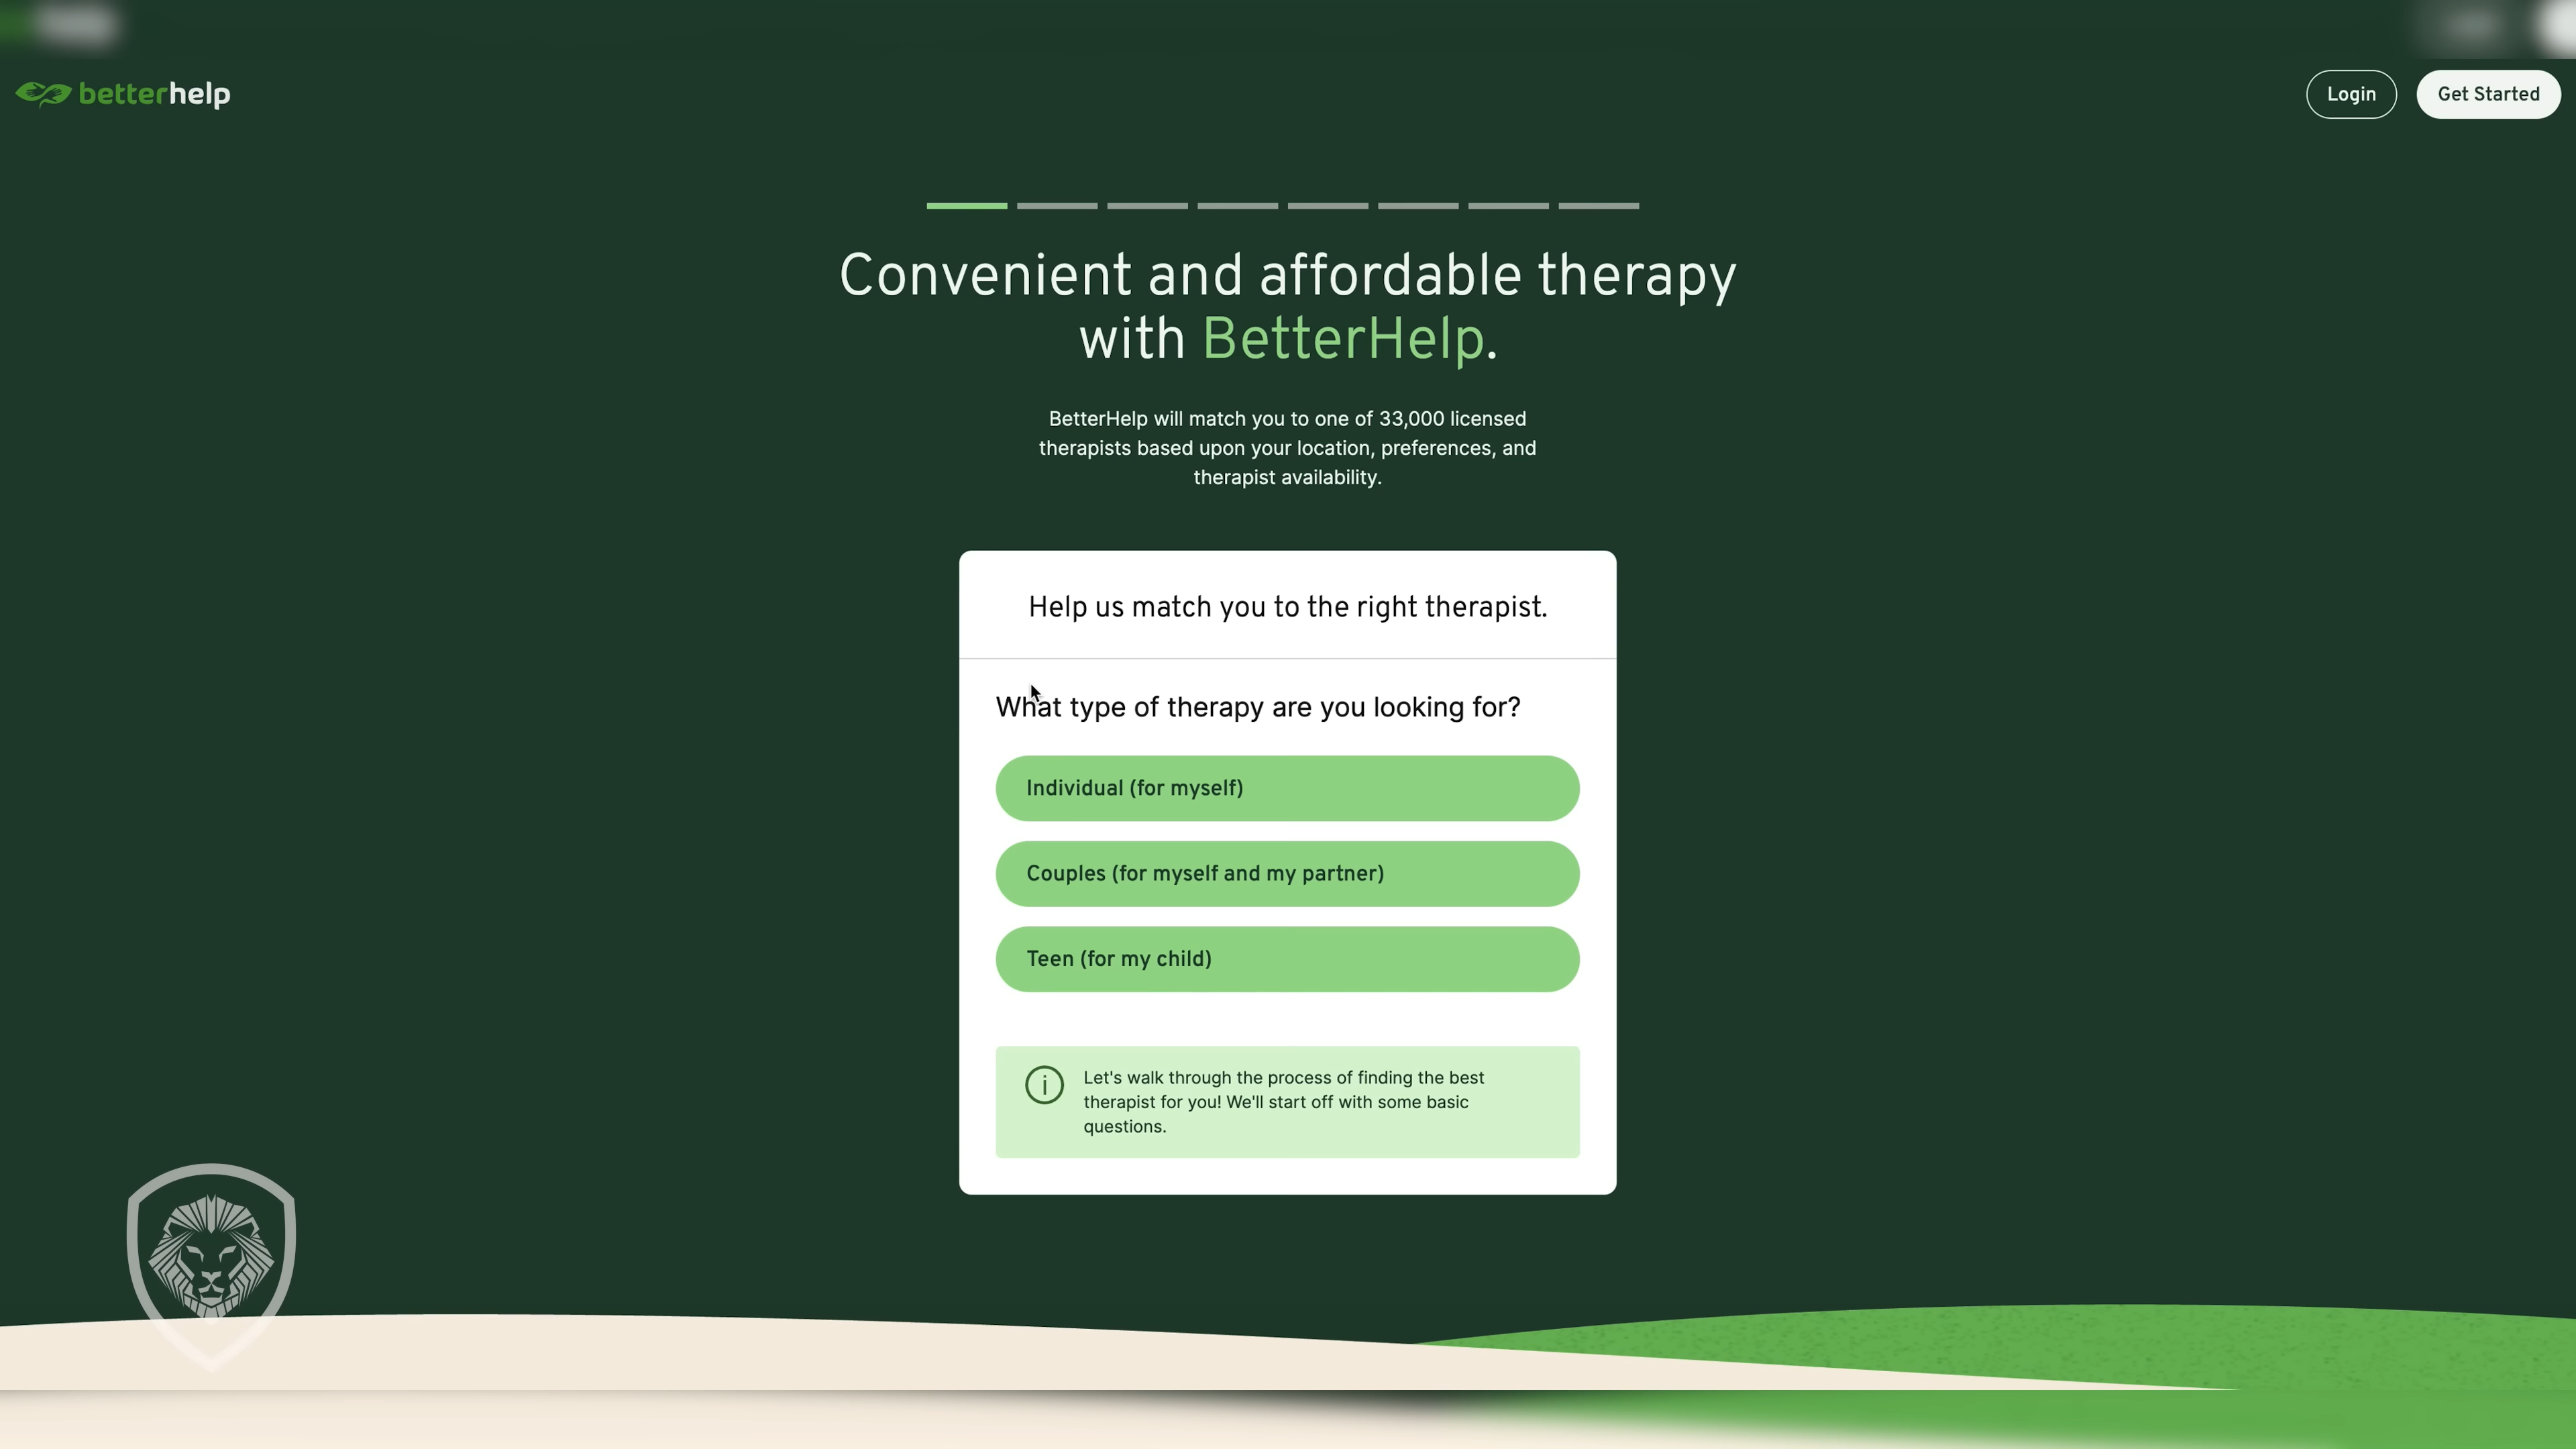 betterhelp
Login
Get Started
Convenient and affordable therapy
with BetterHelp.
BetterHelp will match you to one of 33,000 licensed
therapists based upon your location, preferences, and
therapist availability.
Help us match you to the right therapist.
What type of therapy are you looking for?
Individual (for myself)
Couples (for myself and my partner)
Teen (for my child)
Let's walk through the process of finding the best
therapist for you! We'll start off with some basic
questions.